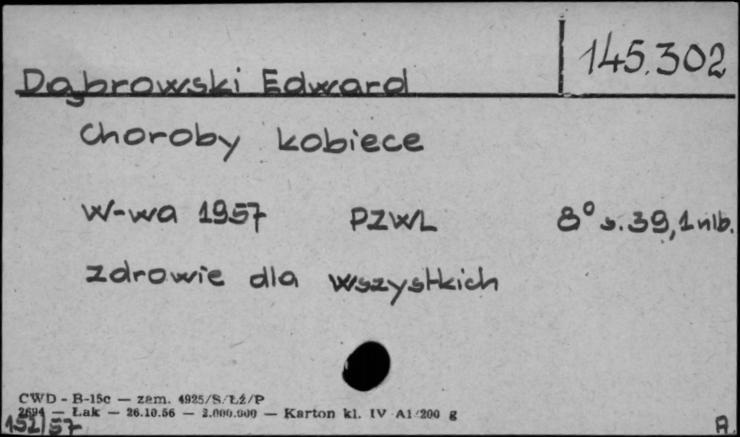 145.302
Dąbrowski Edward
Choroby kobiece
W-wa 1957 PZWL 8° s. 39, 1 nlb.
Zdrowie dla wszystkich
CWD - B-15c — zam. 4925/S/Łż/P
2694 — Łak — 26.10.56 — 2.000.000 — Karton kl. IV A1/200 g
152/57 A.